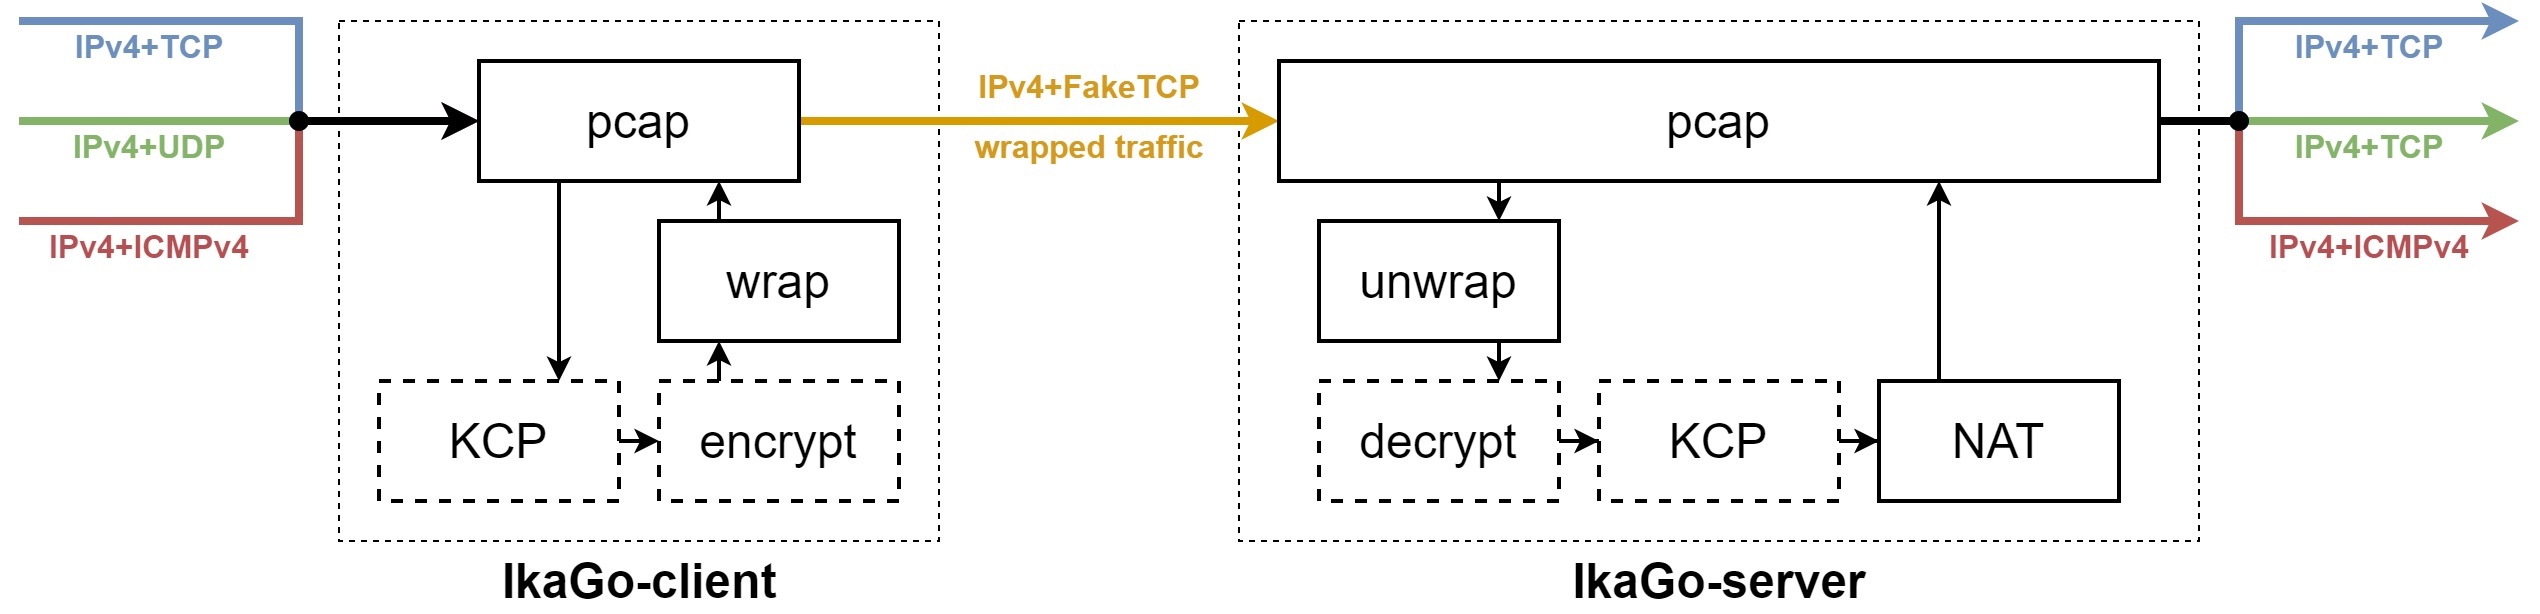 IPv4+TCP
IPv4+UDP
IPv4+ICMPv4
pcap
wrap
KCP
encrypt
IkaGo-client
IPv4+FakeTCP
wrapped traffic
pcap
unwrap
decrypt
KCP
NAT
IkaGo-server
IPv4+TCP
IPv4+TCP
IPv4+ICMPv4